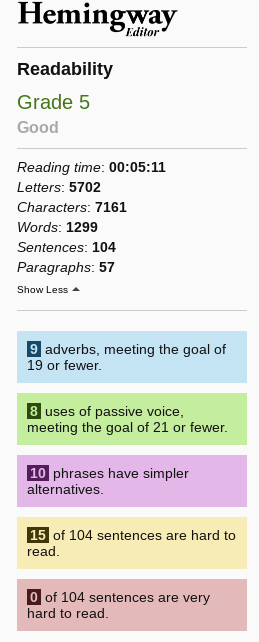 Hemingway
Editor
Readability
Grade 5
Good
Reading time: 00:05:11
Letters: 5702
Characters: 7161
Words: 1299
Sentences: 104
Paragraphs: 57
Show Less
9 adverbs, meeting the goal of
19 or fewer.
8 uses of passive voice,
meeting the goal of 21 or fewer.
10 phrases have simpler
alternatives.
15 of 104 sentences are hard to
read.
0 of 104 sentences are very
hard to read.